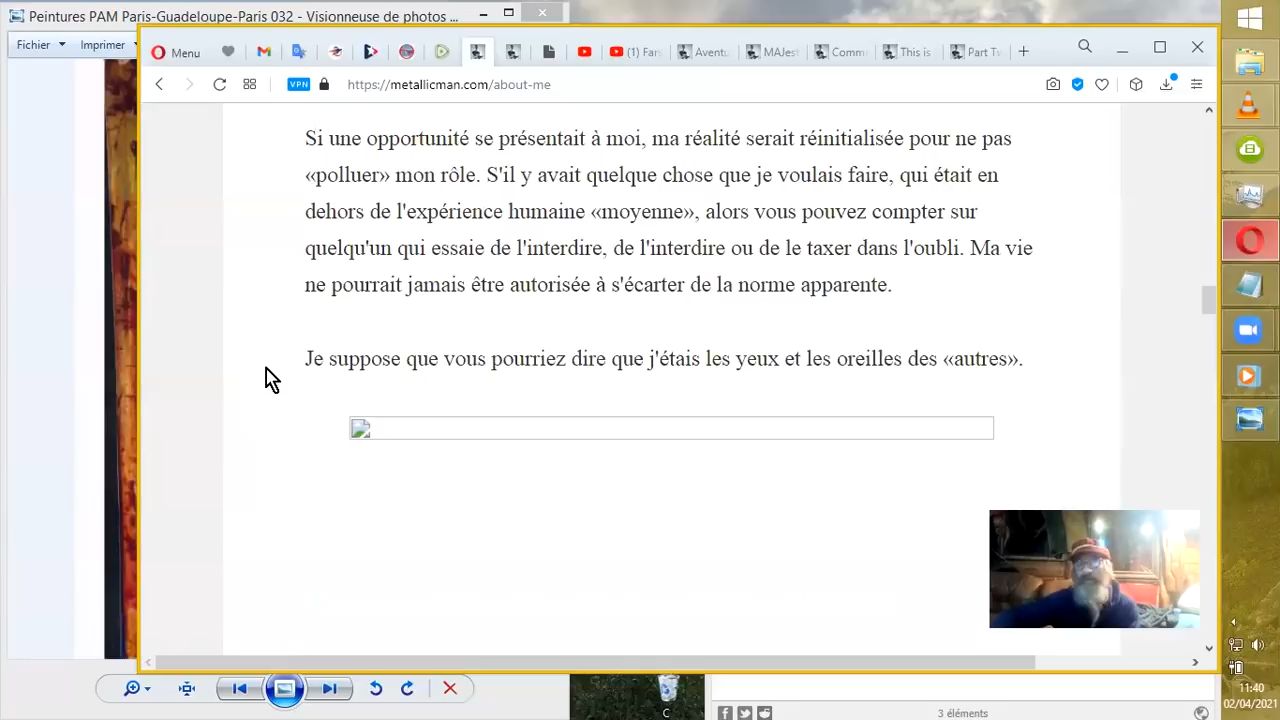 Peintures PAM Paris-Guadeloupe-Paris 032 - Visionneuse de photos ...
Fichier
Imprimer
Menu
(1) Fars
Aventu
MAJest
Comm
This is
Part Tv
VPN
https://metallicman.com/about-me
Si une opportunité se présentait à moi, ma réalité serait réinitialisée pour ne pas
«polluer» mon rôle. S'il y avait quelque chose que je voulais faire, qui était en
dehors de l'expérience humaine «moyenne», alors vous pouvez compter sur
quelqu'un qui essaie de l'interdire, de l'interdire ou de le taxer dans l'oubli. Ma vie
ne pourrait jamais être autorisée à s'écarter de la norme apparente.
Je suppose que vous pourriez dire que j'étais les yeux et les oreilles des «autres».
C
3 éléments
11:40
02/04/2021